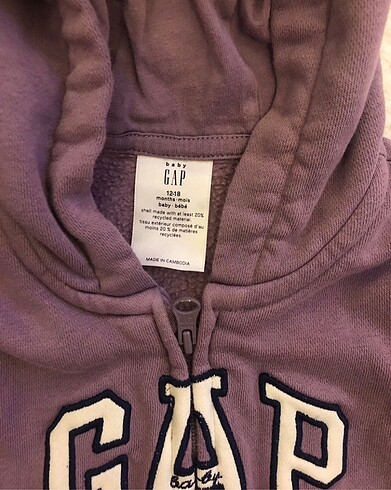 baby
GAP
12-18
months·mois
baby·bébé
shell made with at least 20%
recycled material.
tissu extérieur composé d'au
moins 20 % de matières
recyclées.
MADE IN CAMBODIA
GAP
baby